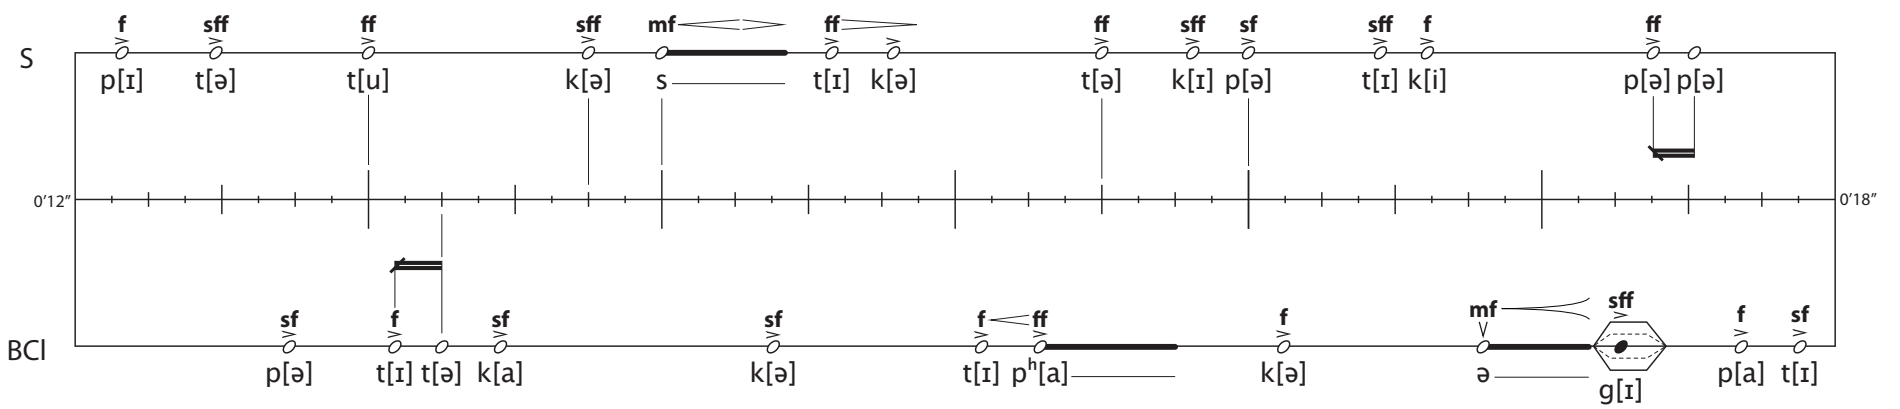 f sff ff sff mf ff ff sff sf sff f ff
S
p[ɪ] t[ə] t[u] k[ə] s t[ɪ] k[ə] t[ə] k[ɪ] p[ə] t[ɪ] k[i] p[ə] p[ə]
0'12" 0'18"
sf f sf sf f ff f mf sff f sf
BCl
p[ə] t[ɪ] t[ə] k[a] k[ə] t[ɪ] pʰ[a] k[ə] ə g[ɪ] p[a] t[ɪ]